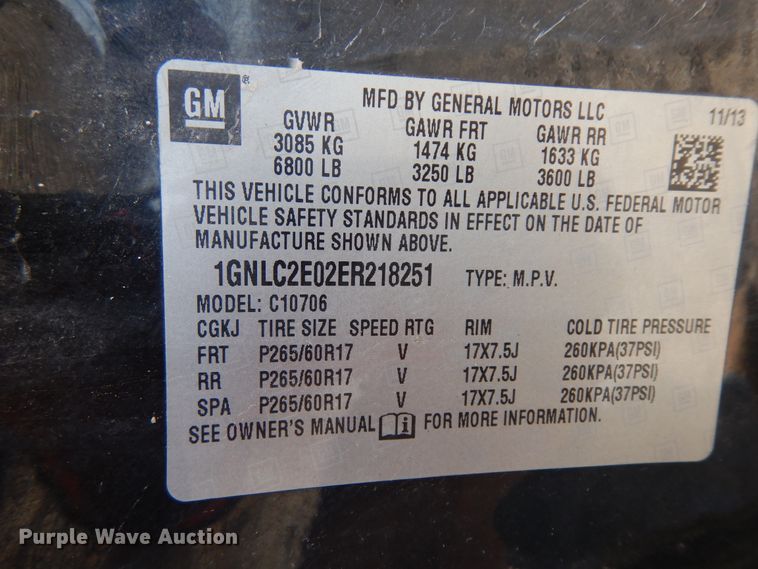 GM ®
MFD BY GENERAL MOTORS LLC
11/13
GVWR GAWR FRT GAWR RR
3085 KG 1474 KG 1633 KG
6800 LB 3250 LB 3600 LB
THIS VEHICLE CONFORMS TO ALL APPLICABLE U.S. FEDERAL MOTOR
VEHICLE SAFETY STANDARDS IN EFFECT ON THE DATE OF
MANUFACTURE SHOWN ABOVE.
1GNLC2E02ER218251 TYPE: M.P.V.
MODEL: C10706
CGKJ TIRE SIZE SPEED RTG RIM COLD TIRE PRESSURE
FRT P265/60R17 V 17X7.5J 260KPA(37PSI)
RR P265/60R17 V 17X7.5J 260KPA(37PSI)
SPA P265/60R17 V 17X7.5J 260KPA(37PSI)
SEE OWNER'S MANUAL i FOR MORE INFORMATION.
Purple Wave Auction